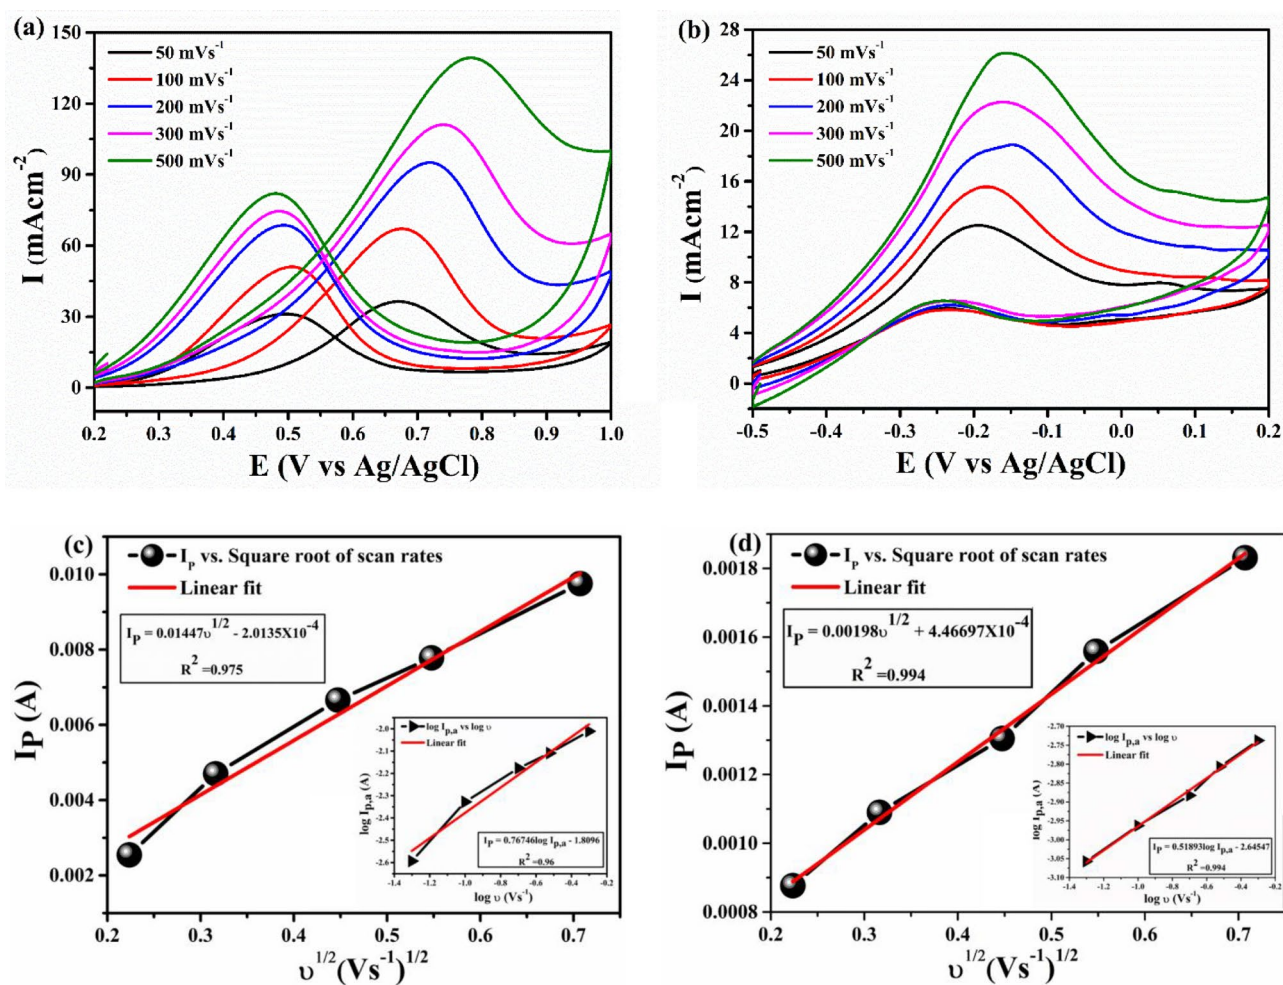 (a)
150
120
90
60
30
0
I (mAcm-2)
50 mVs-1
100 mVs-1
200 mVs-1
300 mVs-1
500 mVs-1
0.2 0.3 0.4 0.5 0.6 0.7 0.8 0.9 1.0
E (V vs Ag/AgCl)
(b)
28
24
20
16
12
8
4
0
I (mAcm-2)
50 mVs-1
100 mVs-1
200 mVs-1
300 mVs-1
500 mVs-1
-0.5 -0.4 -0.3 -0.2 -0.1 0.0 0.1 0.2
E (V vs Ag/AgCl)
(c)
0.010
0.008
0.006
0.004
0.002
IP (A)
IP vs. Square root of scan rates
Linear fit
IP = 0.01447υ1/2 - 2.0135X10-4
R2 =0.975
-2.0
-2.1
-2.2
-2.3
-2.4
-2.5
-2.6
log Ip,a (A)
log Ip,a vs log υ
Linear fit
IP = 0.76746log Ip,a - 1.8096
R2 =0.96
-1.4 -1.2 -1.0 -0.8 -0.6 -0.4 -0.2
log υ (Vs-1)
0.2 0.3 0.4 0.5 0.6 0.7
υ1/2(Vs-1)1/2
(d)
0.0018
0.0016
0.0014
0.0012
0.0010
0.0008
IP (A)
IP vs. Square root of scan rates
Linear fit
IP = 0.00198υ1/2 + 4.46697X10-4
R2 =0.994
-2.70
-2.75
-2.80
-2.85
-2.90
-2.95
-3.00
-3.05
-3.10
log Ip,a (A)
log Ip,a vs log υ
Linear fit
IP = 0.51893log Ip,a - 2.64547
R2 =0.994
-1.4 -1.2 -1.0 -0.8 -0.6 -0.4 -0.2
log υ (Vs-1)
0.2 0.3 0.4 0.5 0.6 0.7
υ1/2(Vs-1)1/2